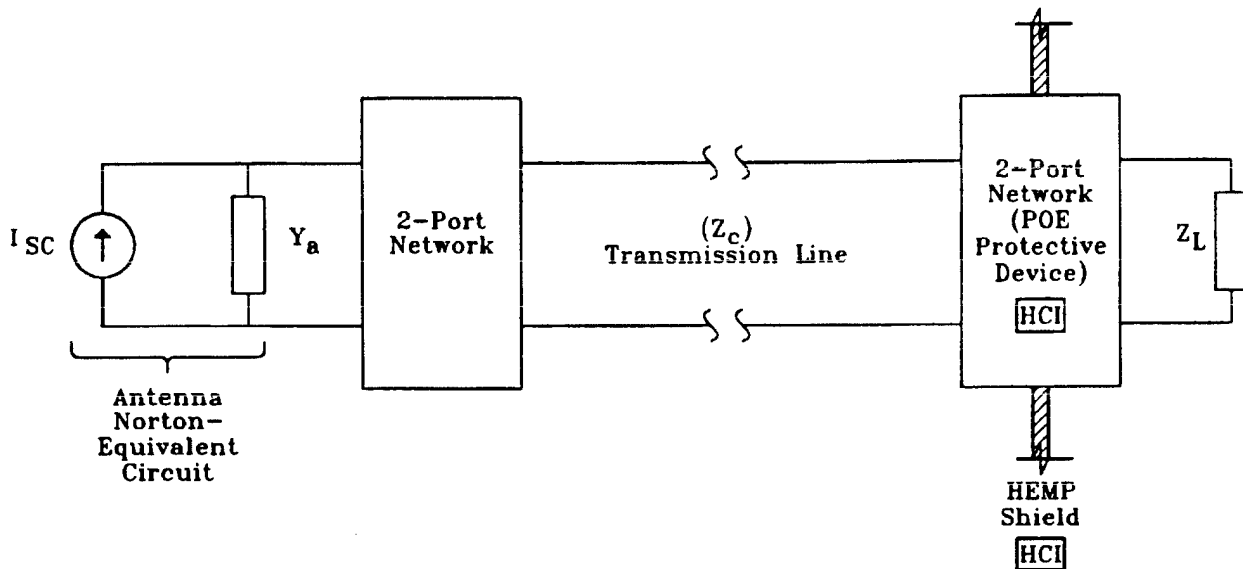 I SC
Y a
2-Port
Network
(Z c)
Transmission Line
2-Port
Network
(POE
Protective
Device)
HCI
Z L
Antenna
Norton-
Equivalent
Circuit
HEMP
Shield
HCI